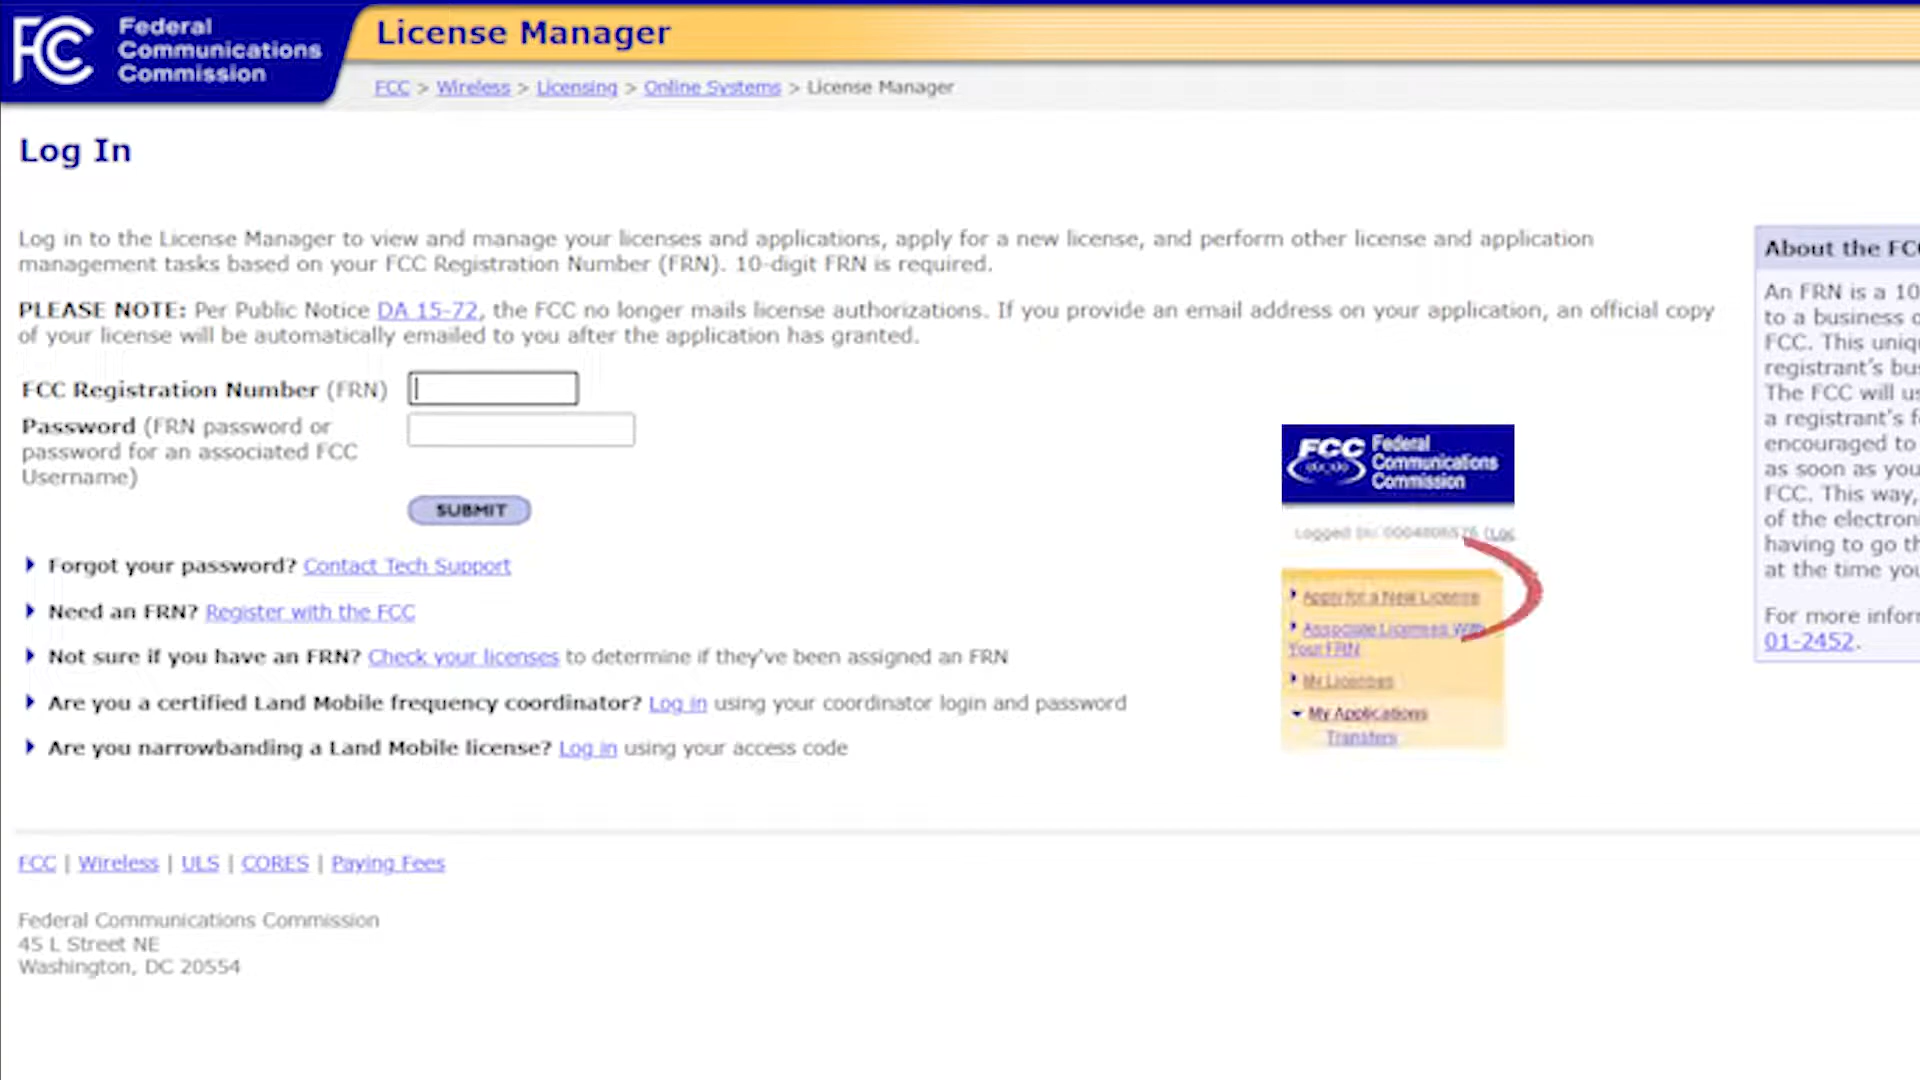 FCC Federal
Communications
Commission
License Manager
FCC > Wireless > Licensing > Online Systems > License Manager
Log In
Log in to the License Manager to view and manage your licenses and applications, apply for a new license, and perform other license and application
management tasks based on your FCC Registration Number (FRN). 10-digit FRN is required.
PLEASE NOTE: Per Public Notice DA 15-72, the FCC no longer mails license authorizations. If you provide an email address on your application, an official copy
of your license will be automatically emailed to you after the application has granted.
FCC Registration Number (FRN)
Password (FRN password or
password for an associated FCC
Username)
SUBMIT
Forgot your password? Contact Tech Support
Need an FRN? Register with the FCC
Not sure if you have an FRN? Check your licenses to determine if they've been assigned an FRN
Are you a certified Land Mobile frequency coordinator? Log in using your coordinator login and password
Are you narrowbanding a Land Mobile license? Log in using your access code
FCC Federal
Communications
Commission
Logged In:
Apply for a New License
Associate Licenses With
Your FRN
My Licenses
My Applications
Transfers
About the FC
An FRN is a 10
to a business o
FCC. This uniq
registrant's bus
The FCC will us
a registrant's f
encouraged to
as soon as you
FCC. This way,
of the electroni
having to go th
at the time you
For more inforn
01-2452.
FCC | Wireless | ULS | CORES | Paying Fees
Federal Communications Commission
45 L Street NE
Washington, DC 20554